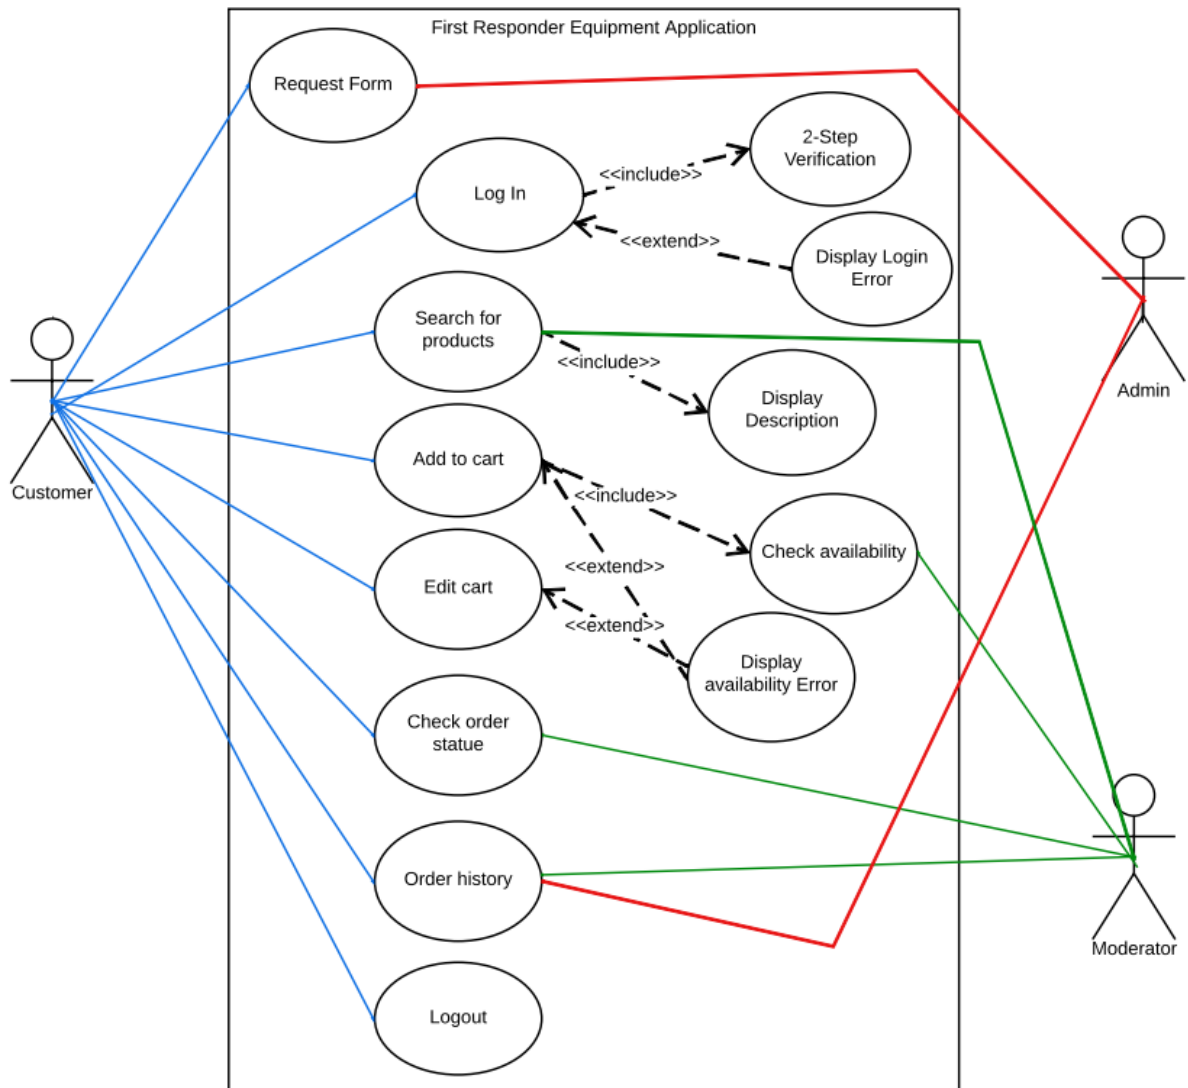 First Responder Equipment Application
Request Form
2-Step
Verification
<<include>>
Log In
<<extend>>
Display Login
Error
Search for
products
<<include>>
Display
Description
Admin
Customer
Add to cart
<<include>>
Check availability
<<extend>>
Edit cart
<<extend>>
Display
availability Error
Check order
statue
Order history
Moderator
Logout